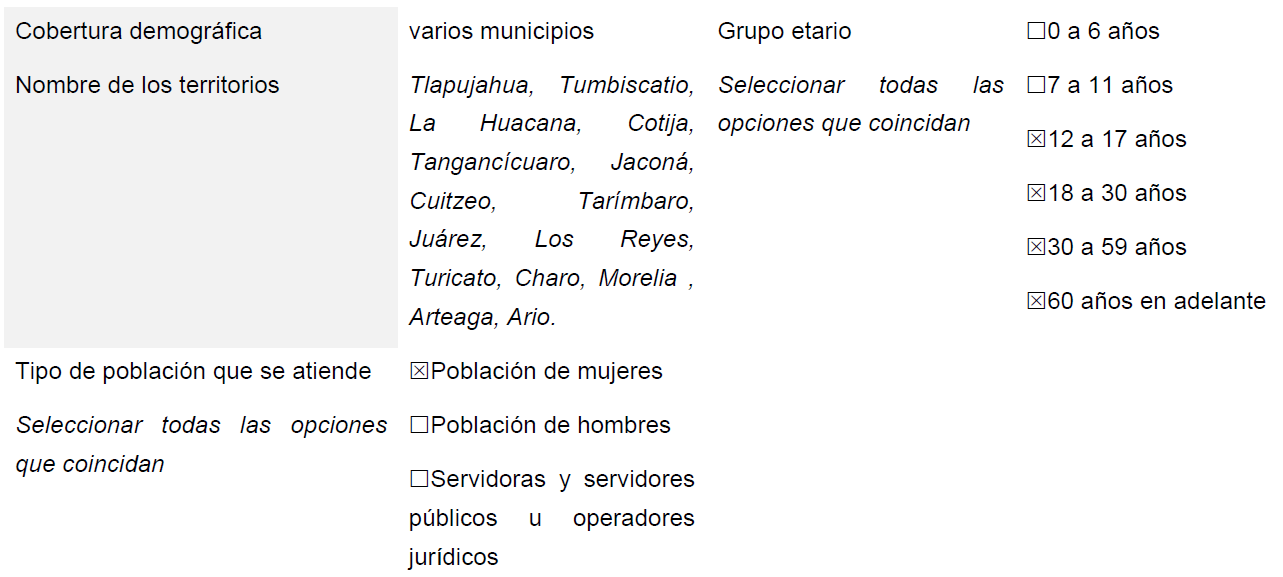 Cobertura demográfica
Nombre de los territorios
varios municipios
Tlapujahua, Tumbiscatio,
La Huacana, Cotija,
Tangancícuaro, Jaconá,
Cuitzeo, Tarímbaro,
Juárez, Los Reyes,
Turicato, Charo, Morelia ,
Arteaga, Ario.
Grupo etario
Seleccionar todas las
opciones que coincidan
☐0 a 6 años
☐7 a 11 años
☒12 a 17 años
☒18 a 30 años
☒30 a 59 años
☒60 años en adelante
Tipo de población que se atiende
Seleccionar todas las opciones
que coincidan
☒Población de mujeres
☐Población de hombres
☐Servidoras y servidores
públicos u operadores
jurídicos